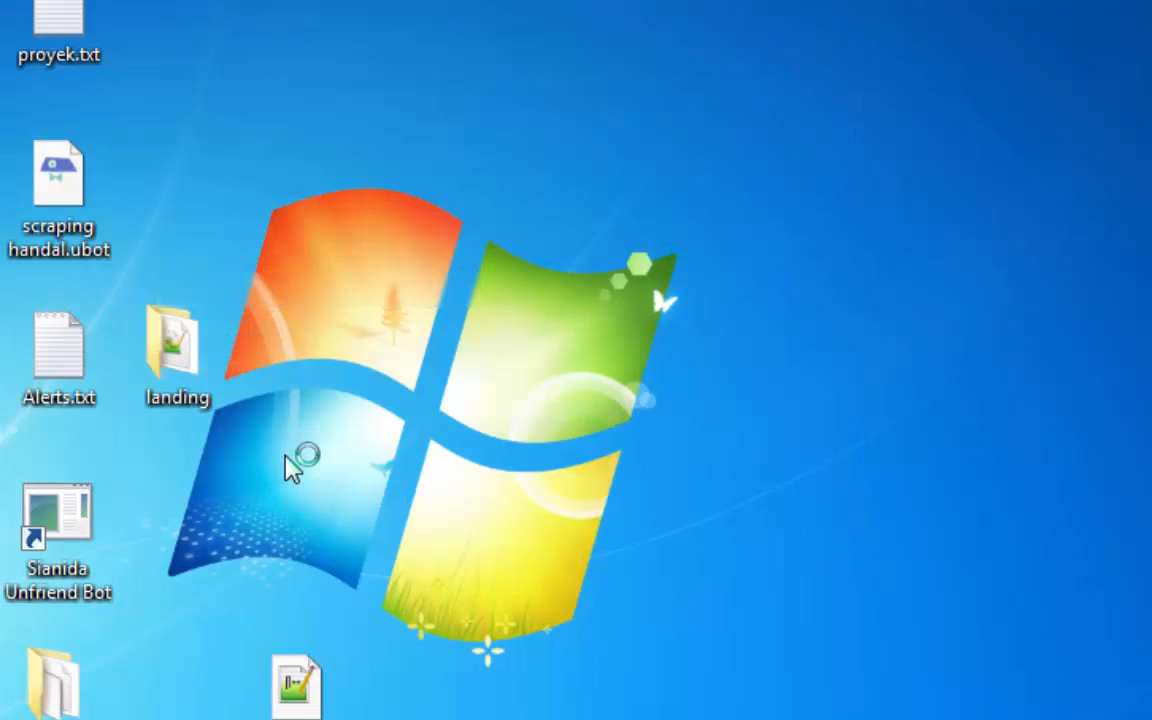 proyek.txt
scraping
handal.ubot
Alerts.txt
landing
Sianida
Unfriend Bot